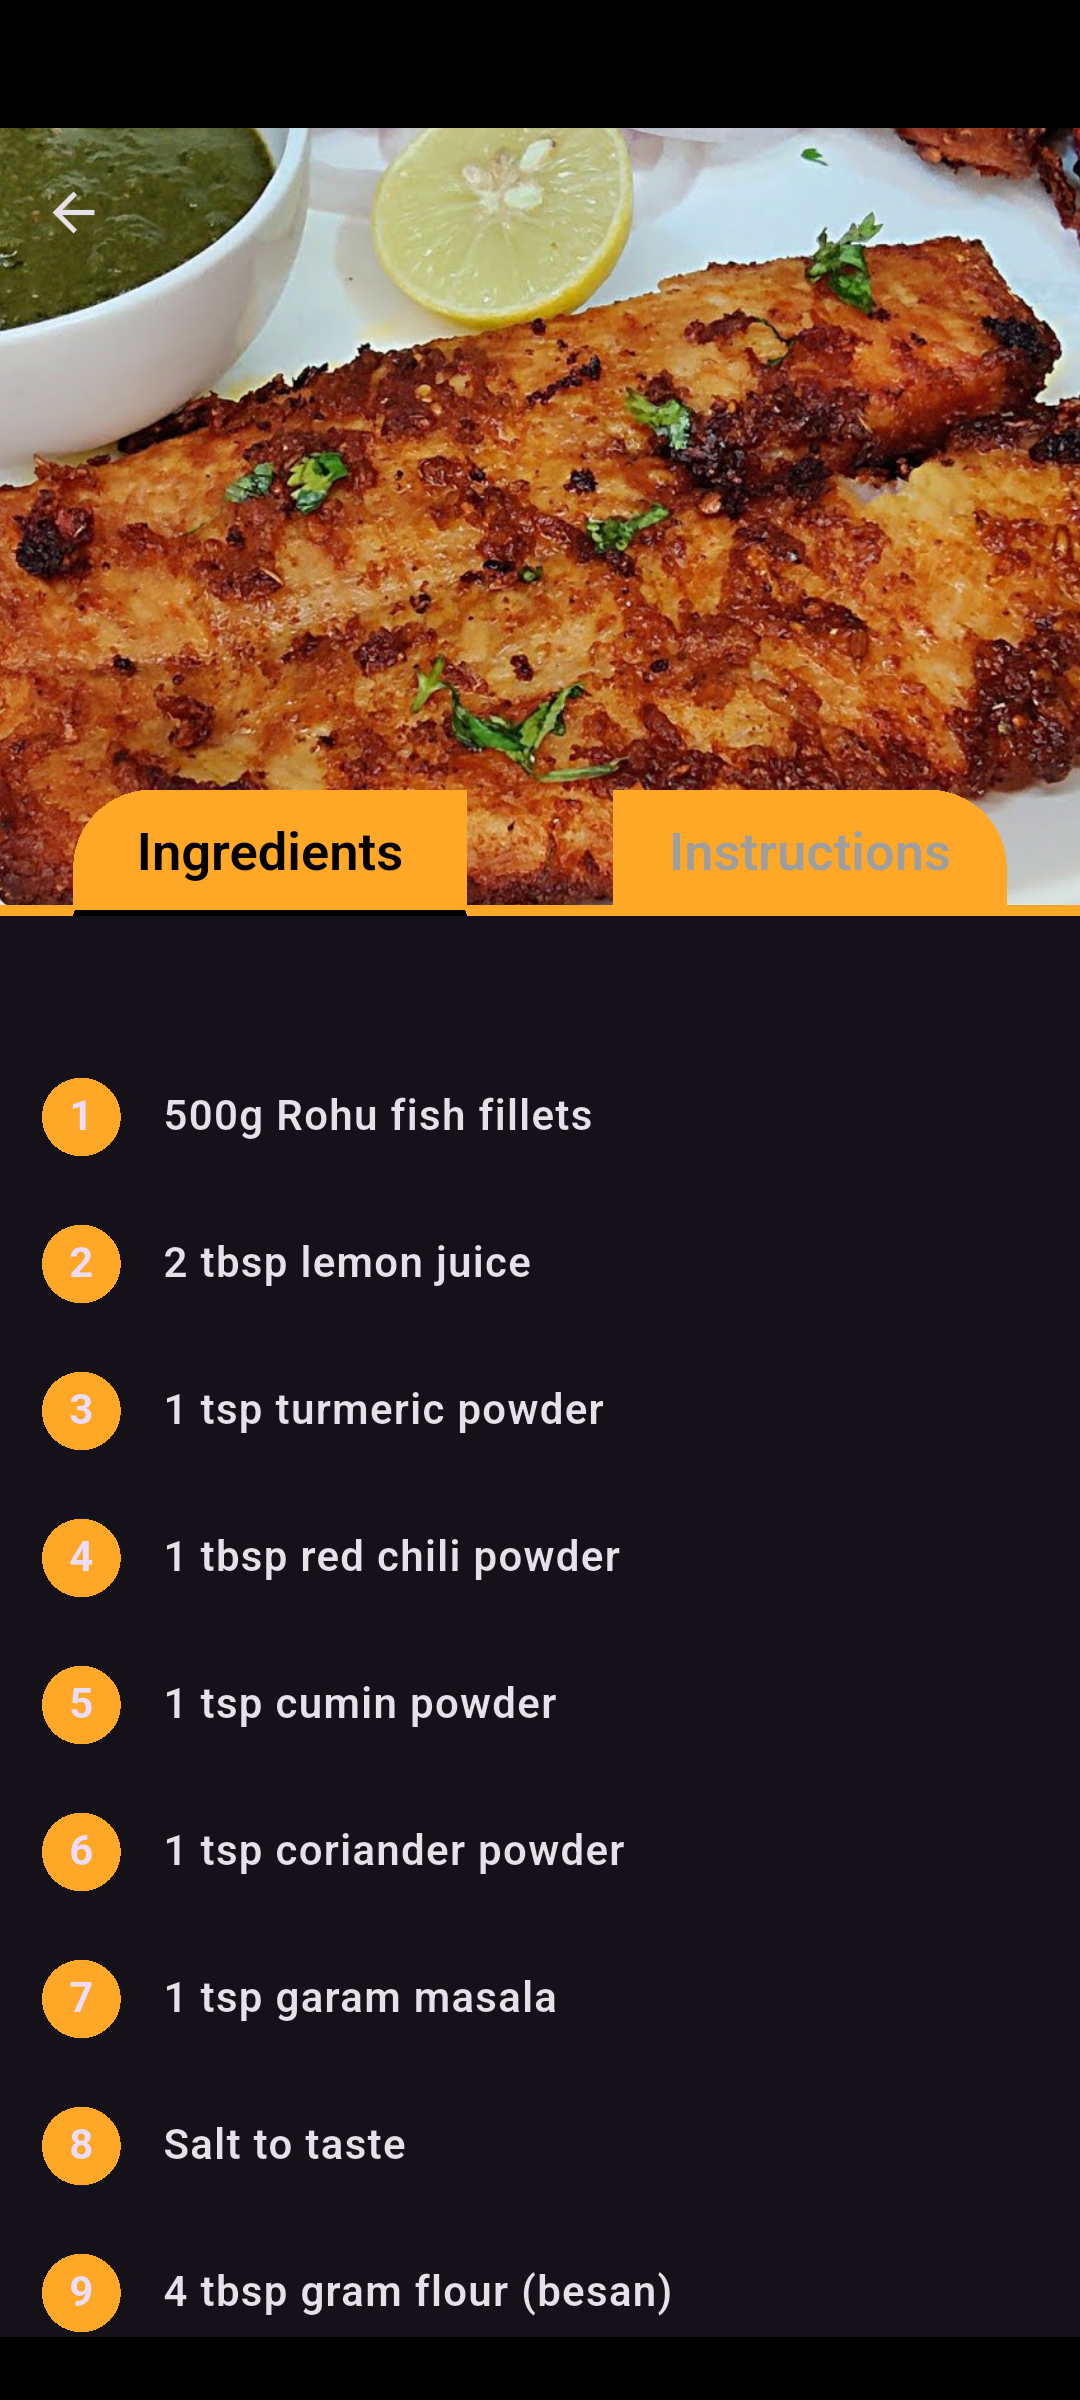 Ingredients
Instructions
1 500g Rohu fish fillets
2 2 tbsp lemon juice
3 1 tsp turmeric powder
4 1 tbsp red chili powder
5 1 tsp cumin powder
6 1 tsp coriander powder
7 1 tsp garam masala
8 Salt to taste
9 4 tbsp gram flour (besan)